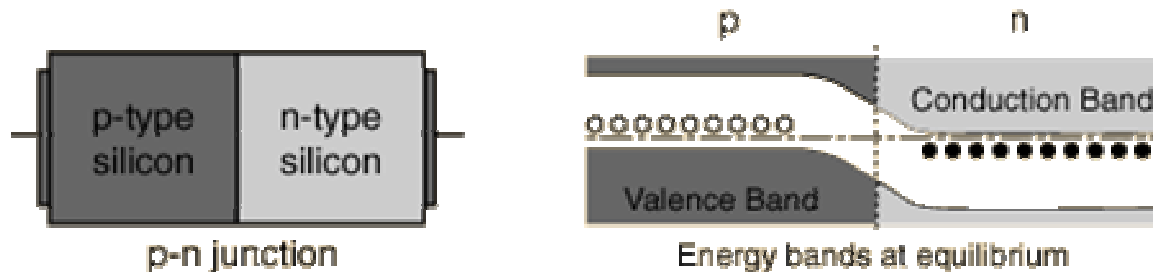 p-type
silicon
n-type
silicon
p-n junction
p
n
Conduction Band
Valence Band
Energy bands at equilibrium